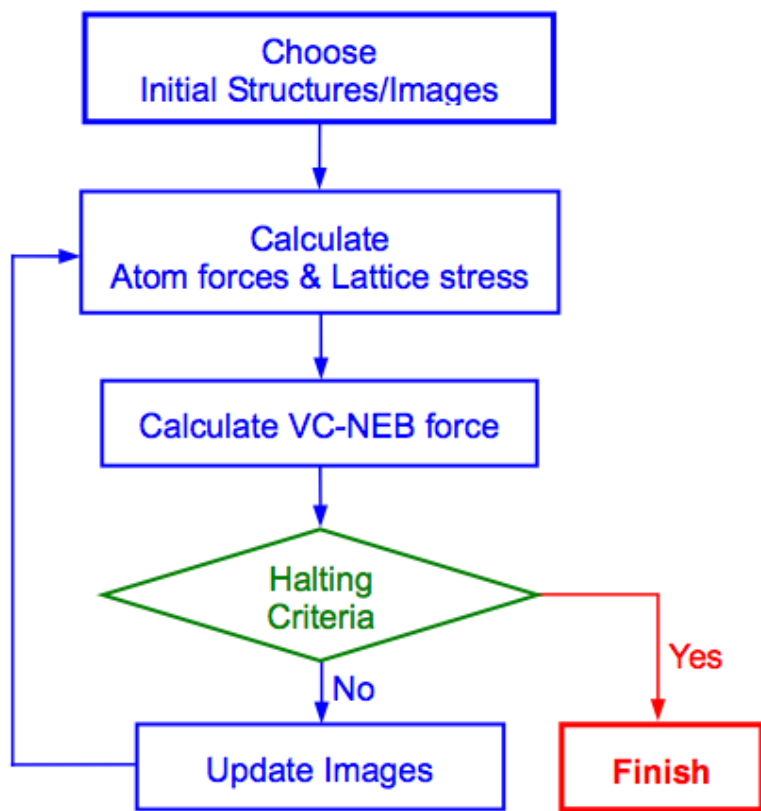 Choose
Initial Structures/Images
Calculate
Atom forces & Lattice stress
Calculate VC-NEB force
Halting
Criteria
Yes
No
Update Images
Finish